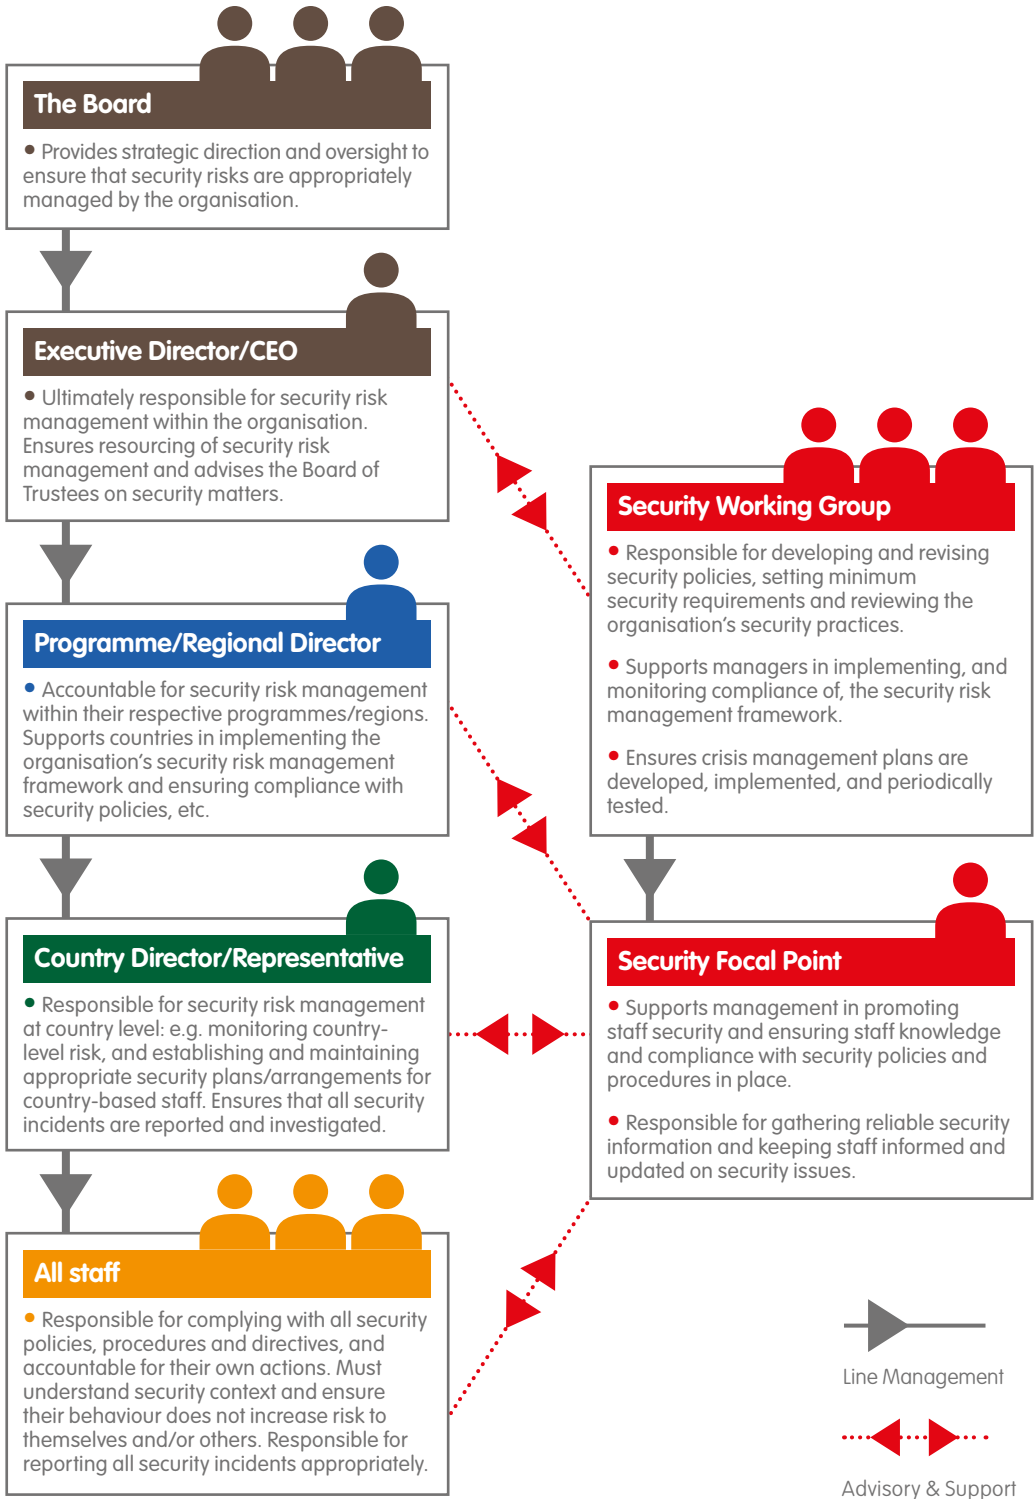 The Board
• Provides strategic direction and oversight to
ensure that security risks are appropriately
managed by the organisation.
Executive Director/CEO
• Ultimately responsible for security risk
management within the organisation.
Ensures resourcing of security risk
management and advises the Board of
Trustees on security matters.
Programme/Regional Director
• Accountable for security risk management
within their respective programmes/regions.
Supports countries in implementing the
organisation's security risk management
framework and ensuring compliance with
security policies, etc.
Country Director/Representative
• Responsible for security risk management
at country level: e.g. monitoring country-
level risk, and establishing and maintaining
appropriate security plans/arrangements for
country-based staff. Ensures that all security
incidents are reported and investigated.
All staff
• Responsible for complying with all security
policies, procedures and directives, and
accountable for their own actions. Must
understand security context and ensure
their behaviour does not increase risk to
themselves and/or others. Responsible for
reporting all security incidents appropriately.
Security Working Group
• Responsible for developing and revising
security policies, setting minimum
security requirements and reviewing the
organisation's security practices.
• Supports managers in implementing, and
monitoring compliance of, the security risk
management framework.
• Ensures crisis management plans are
developed, implemented, and periodically
tested.
Security Focal Point
• Supports management in promoting
staff security and ensuring staff knowledge
and compliance with security policies and
procedures in place.
• Responsible for gathering reliable security
information and keeping staff informed and
updated on security issues.
Line Management
Advisory & Support